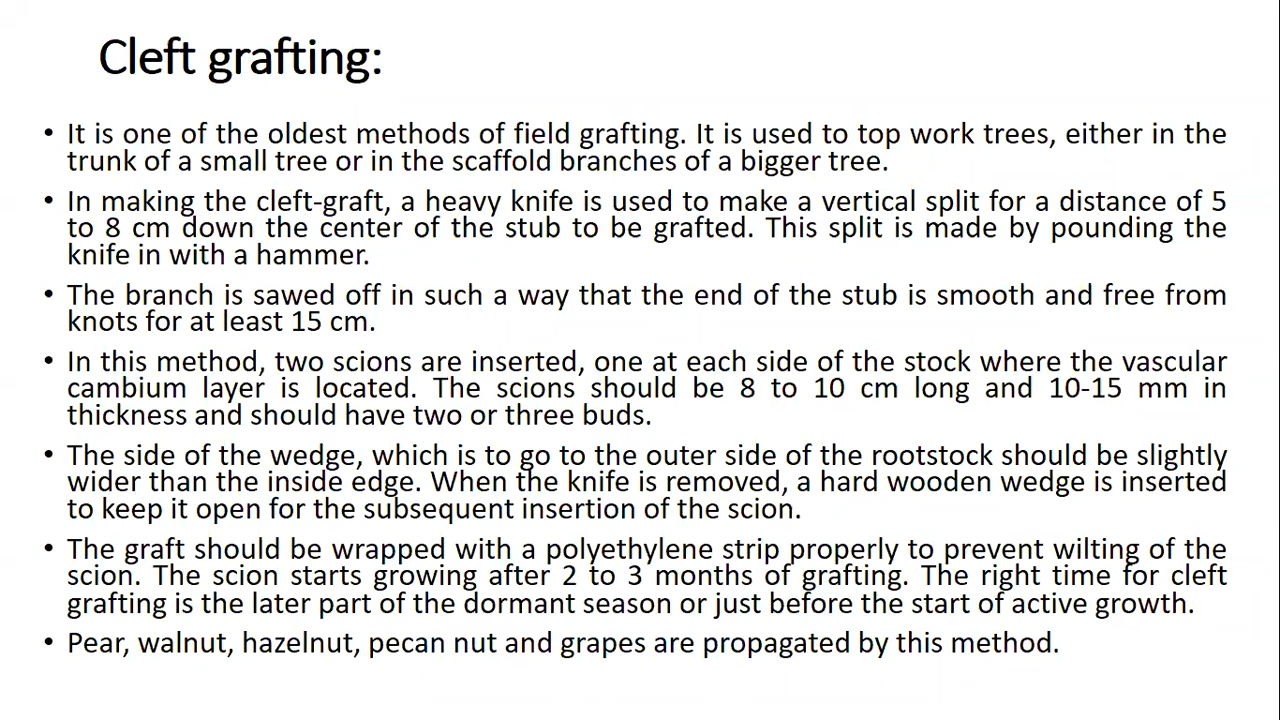 Cleft grafting:
• It is one of the oldest methods of field grafting. It is used to top work trees, either in the
trunk of a small tree or in the scaffold branches of a bigger tree.
• In making the cleft-graft, a heavy knife is used to make a vertical split for a distance of 5
to 8 cm down the center of the stub to be grafted. This split is made by pounding the
knife in with a hammer.
• The branch is sawed off in such a way that the end of the stub is smooth and free from
knots for at least 15 cm.
• In this method, two scions are inserted, one at each side of the stock where the vascular
cambium layer is located. The scions should be 8 to 10 cm long and 10-15 mm in
thickness and should have two or three buds.
• The side of the wedge, which is to go to the outer side of the rootstock should be slightly
wider than the inside edge. When the knife is removed, a hard wooden wedge is inserted
to keep it open for the subsequent insertion of the scion.
• The graft should be wrapped with a polyethylene strip properly to prevent wilting of the
scion. The scion starts growing after 2 to 3 months of grafting. The right time for cleft
grafting is the later part of the dormant season or just before the start of active growth.
• Pear, walnut, hazelnut, pecan nut and grapes are propagated by this method.